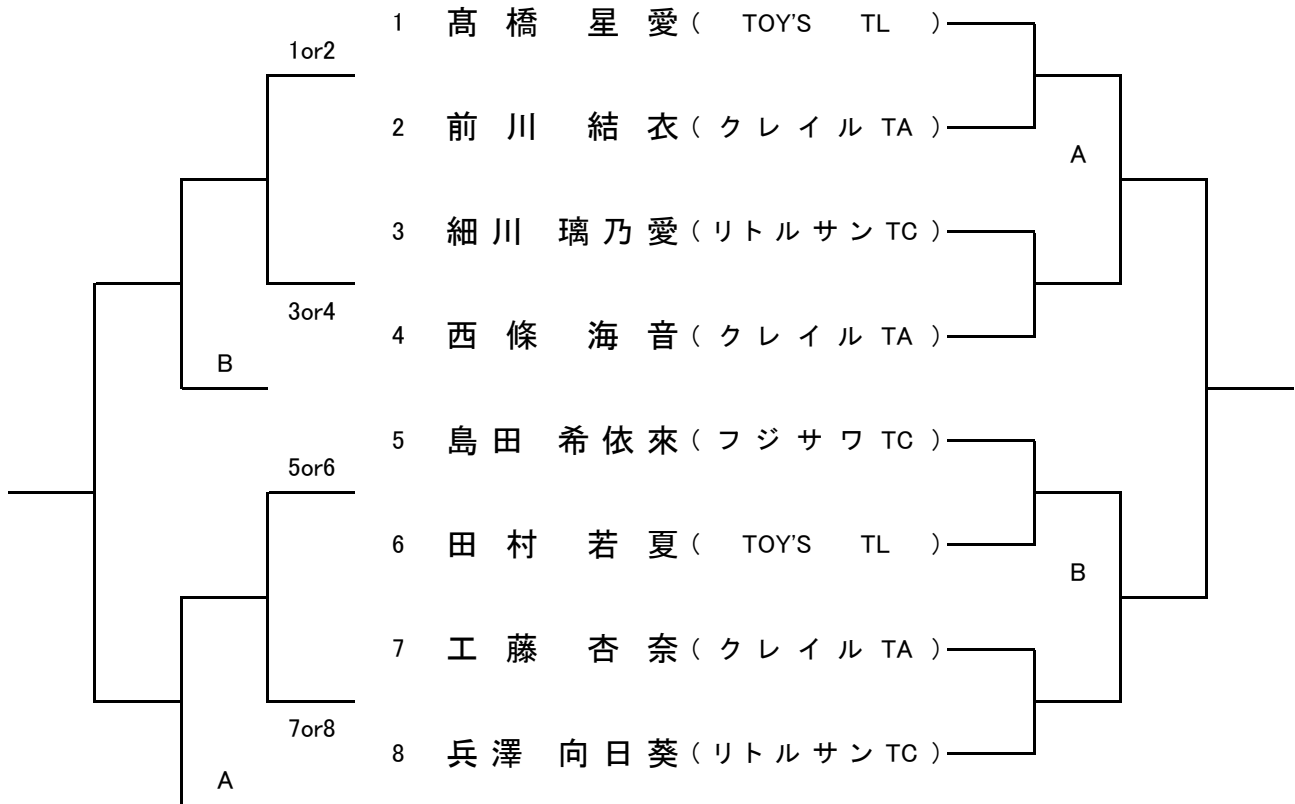 1 髙橋 星愛 ( TOY'S TL )
1or2
2 前川 結衣 ( クレイル TA )
A
3 細川 璃乃愛 ( リトルサン TC )
3or4
4 西條 海音 ( クレイル TA )
B
5 島田 希依來 ( フジサワ TC )
5or6
6 田村 若夏 ( TOY'S TL )
B
7 工藤 杏奈 ( クレイル TA )
7or8
8 兵澤 向日葵 ( リトルサン TC )
A